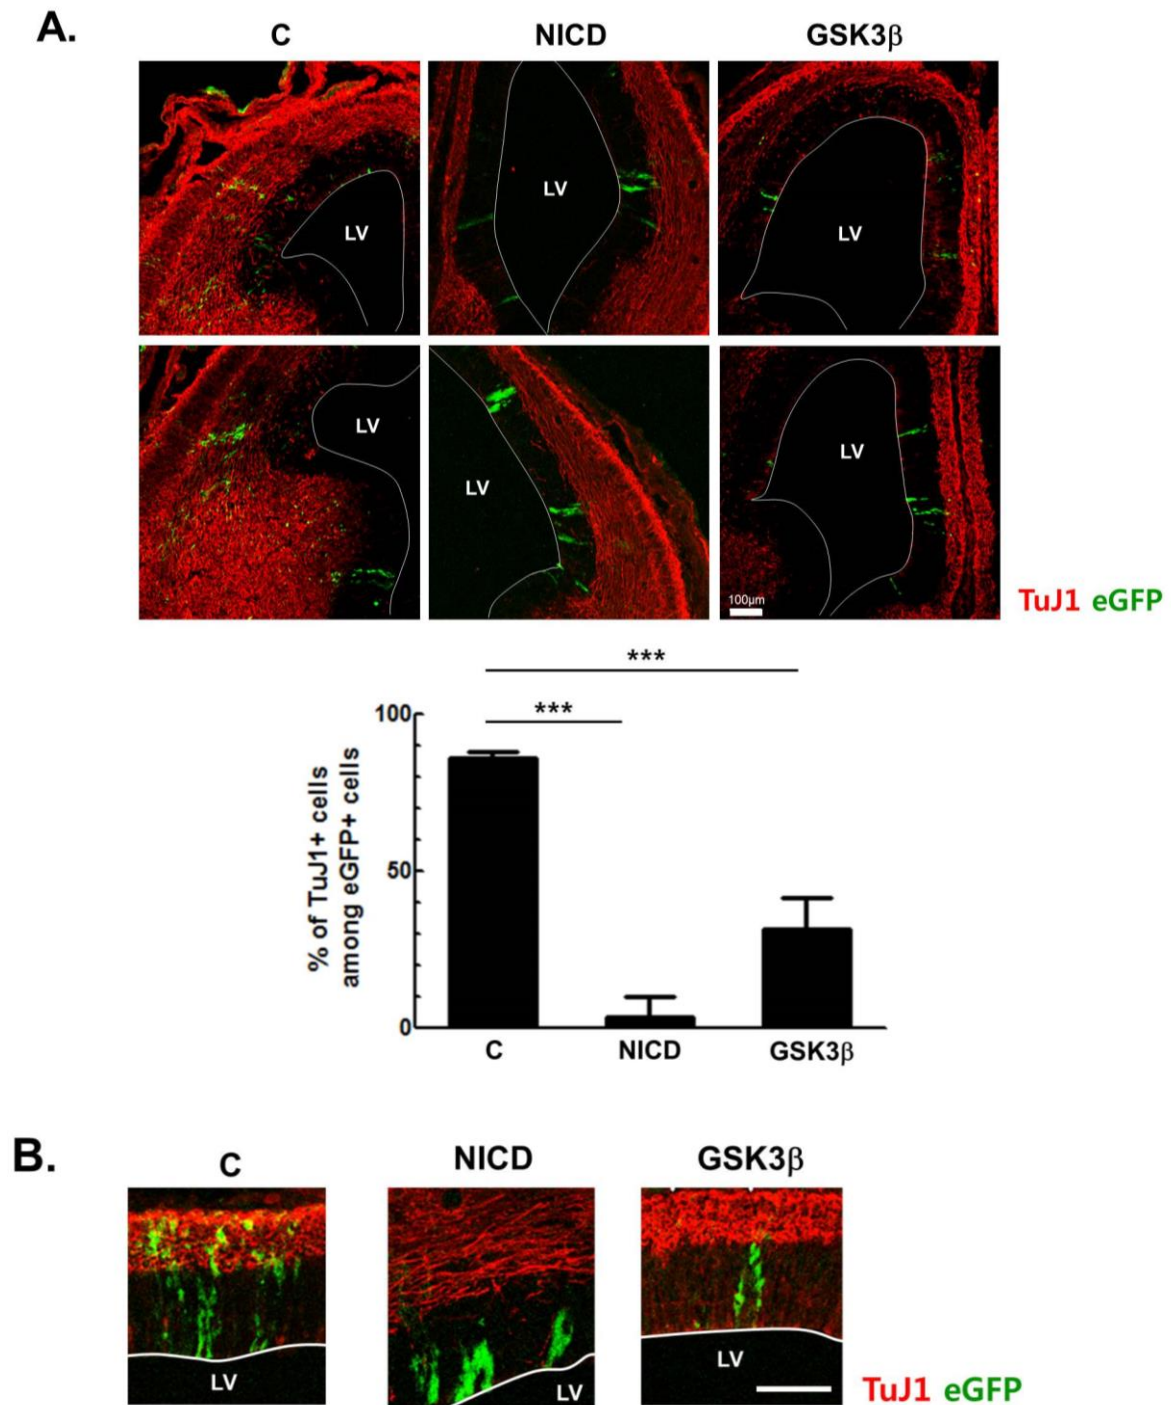 A.
C NICD GSK3β
LV LV LV
LV LV LV
100μm
TuJ1 eGFP
***
***
100
50
0
% of TuJ1+ cells
among eGFP+ cells
C NICD GSK3β
B.
C NICD GSK3β
LV LV LV
TuJ1 eGFP